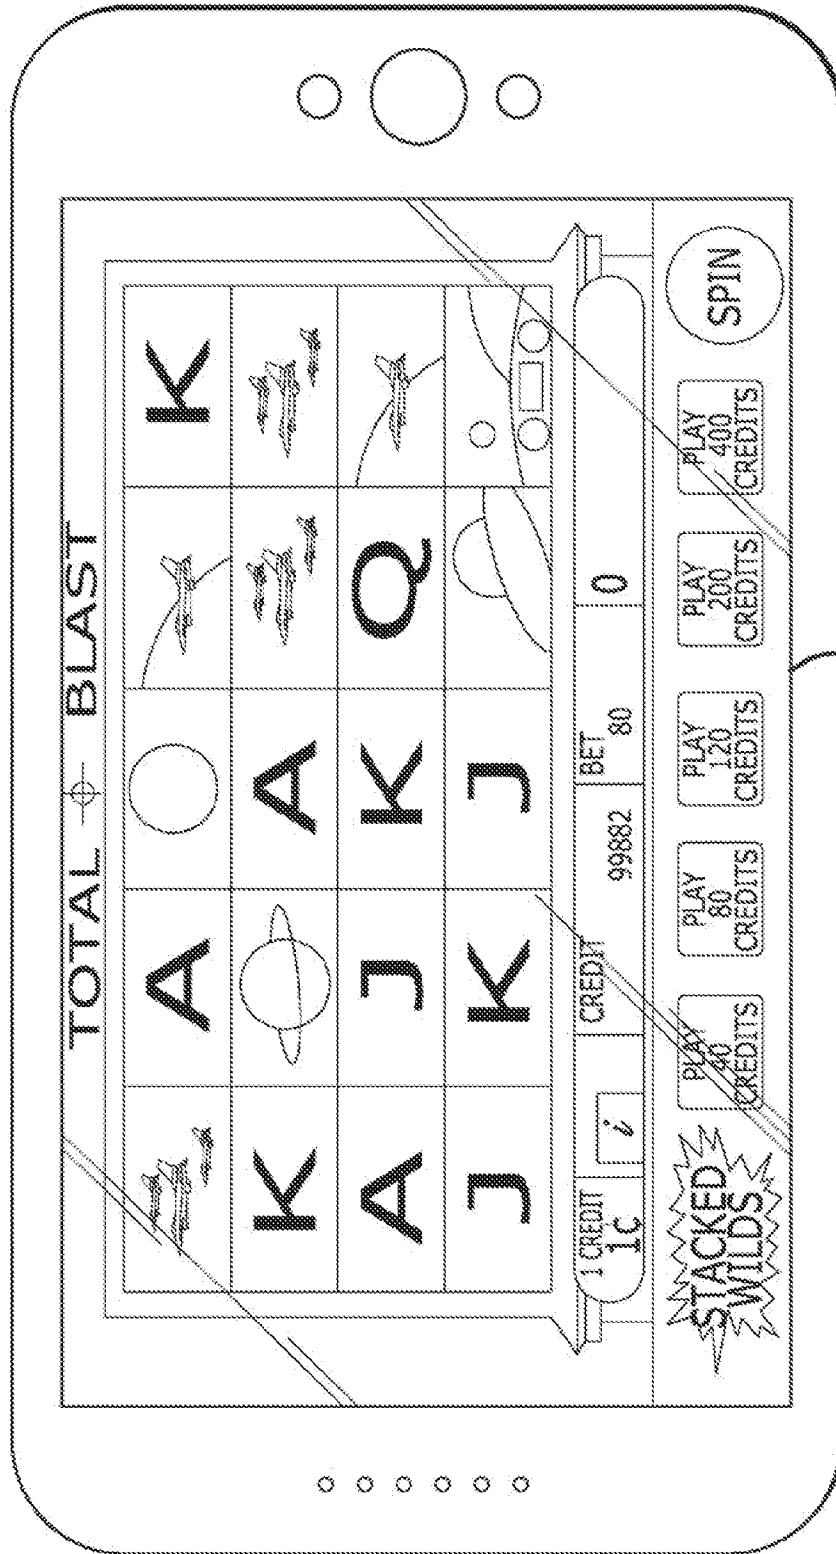 TOTAL BLAST
A K
K A
A J K Q
J K J
1 CREDIT
1C
i
CREDIT
99882
BET
80
0
STACKED
WILDS
PLAY
40
CREDITS
PLAY
80
CREDITS
PLAY
120
CREDITS
PLAY
200
CREDITS
PLAY
400
CREDITS
SPIN